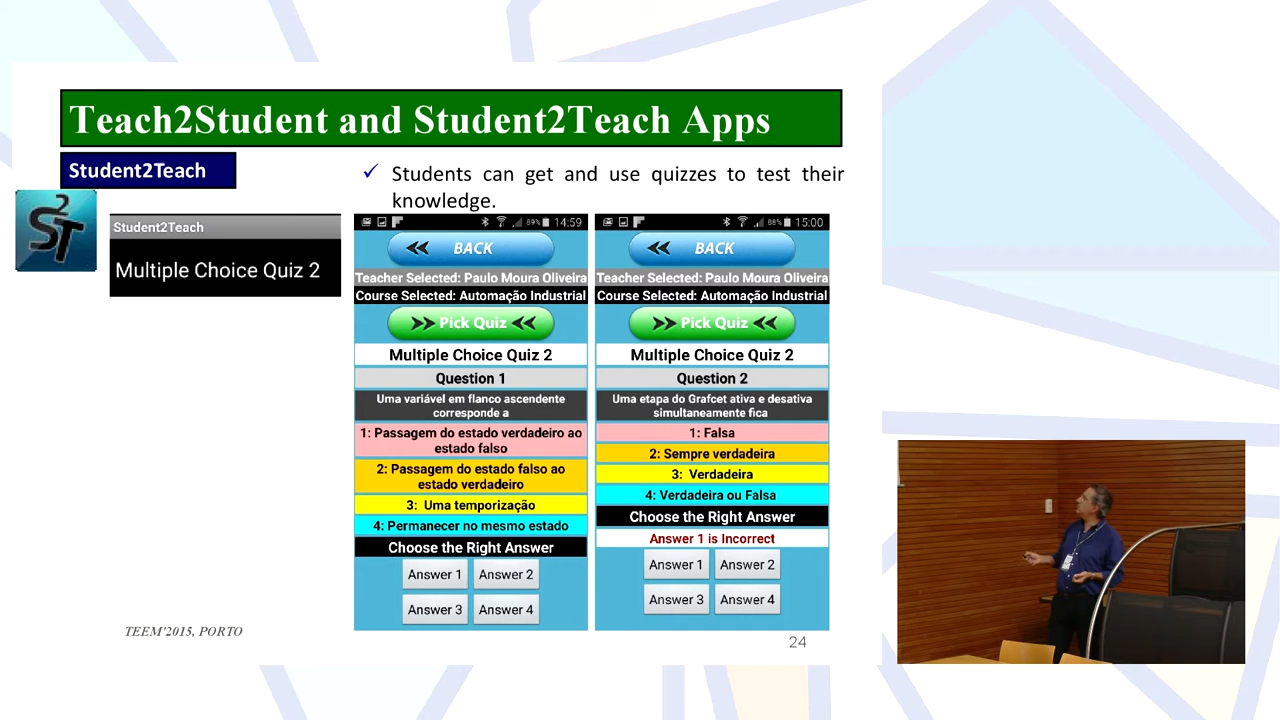 Teach2Student and Student2Teach Apps
Student2Teach
✓ Students can get and use quizzes to test their
knowledge.
S2T
Student2Teach
Multiple Choice Quiz 2
89% 14:59
BACK
Teacher Selected: Paulo Moura Oliveira
Course Selected: Automação Industrial
Pick Quiz
Multiple Choice Quiz 2
Question 1
Uma variável em flanco ascendente
corresponde a
1: Passagem do estado verdadeiro ao
estado falso
2: Passagem do estado falso ao
estado verdadeiro
3: Uma temporização
4: Permanecer no mesmo estado
Choose the Right Answer
Answer 1 Answer 2
Answer 3 Answer 4
88% 15:00
BACK
Teacher Selected: Paulo Moura Oliveira
Course Selected: Automação Industrial
Pick Quiz
Multiple Choice Quiz 2
Question 2
Uma etapa do Grafcet ativa e desativa
simultaneamente fica
1: Falsa
2: Sempre verdadeira
3: Verdadeira
4: Verdadeira ou Falsa
Choose the Right Answer
Answer 1 is Incorrect
Answer 1 Answer 2
Answer 3 Answer 4
TEEM'2015, PORTO
24